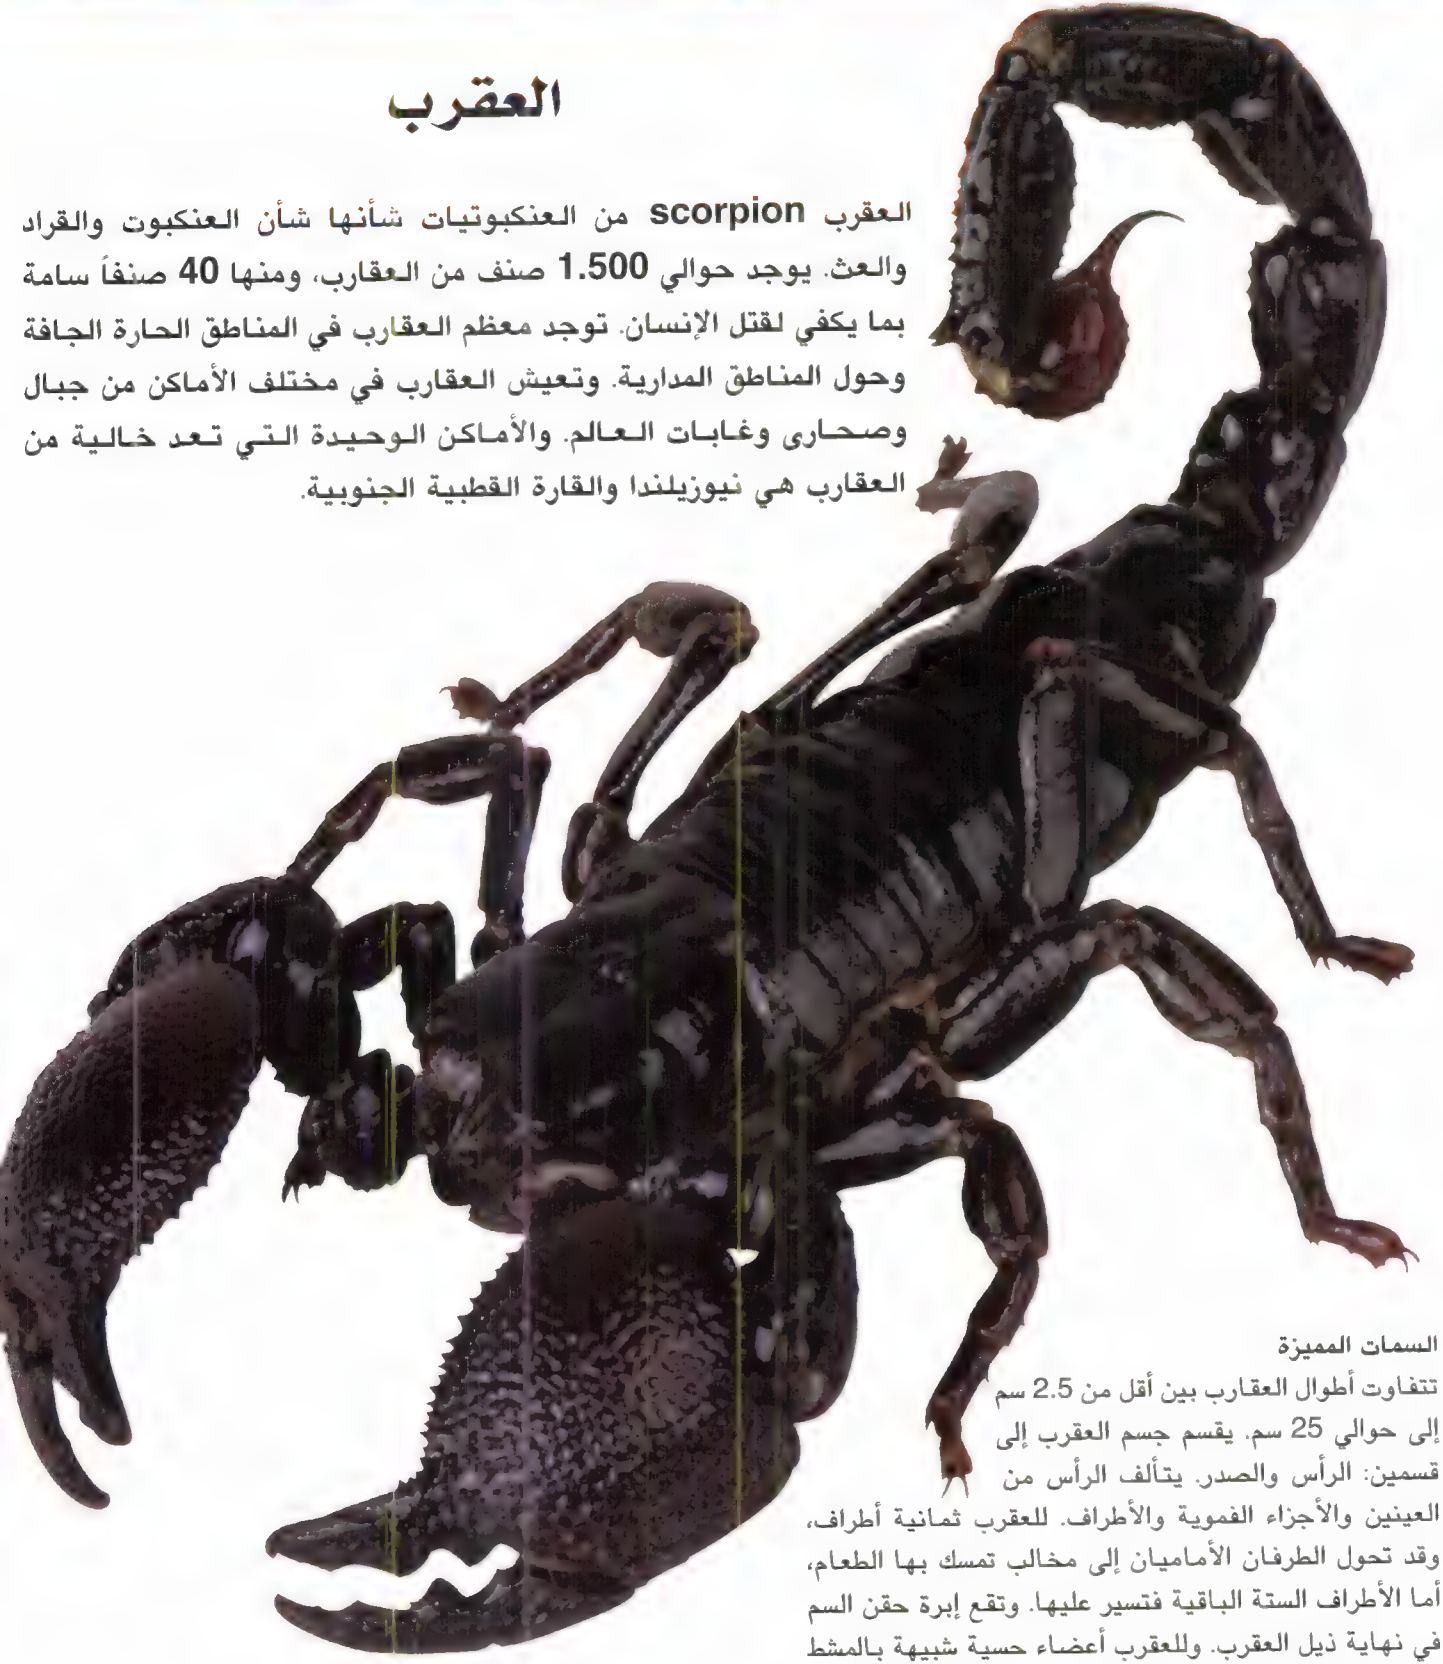 العقرب
العقرب scorpion من العنكبوتيات شأنها شأن العنكبوت والقراد
والعث. يوجد حوالي 1.500 صنف من العقارب، ومنها 40 صنفاً سامة
بما يكفي لقتل الإنسان. توجد معظم العقارب في المناطق الحارة الجافة
وحول المناطق المدارية. وتعيش العقارب في مختلف الأماكن من جبال
وصحارى وغابات العالم. والأماكن الوحيدة التي تعد خالية من
العقارب هي نيوزيلندا والقارة القطبية الجنوبية.
السمات المميزة
تتفاوت أطوال العقارب بين أقل من 2.5 سم
إلى حوالي 25 سم. يقسم جسم العقرب إلى
قسمين: الرأس والصدر. يتألف الرأس من
العينين والأجزاء الفموية والأطراف. للعقرب ثمانية أطراف،
وقد تحول الطرفان الأماميان إلى مخالب تمسك بها الطعام،
أما الأطراف الستة الباقية فتسير عليها. وتقع إبرة حقن السم
في نهاية ذيل العقرب. وللعقرب أعضاء حسية شبيهة بالمشط